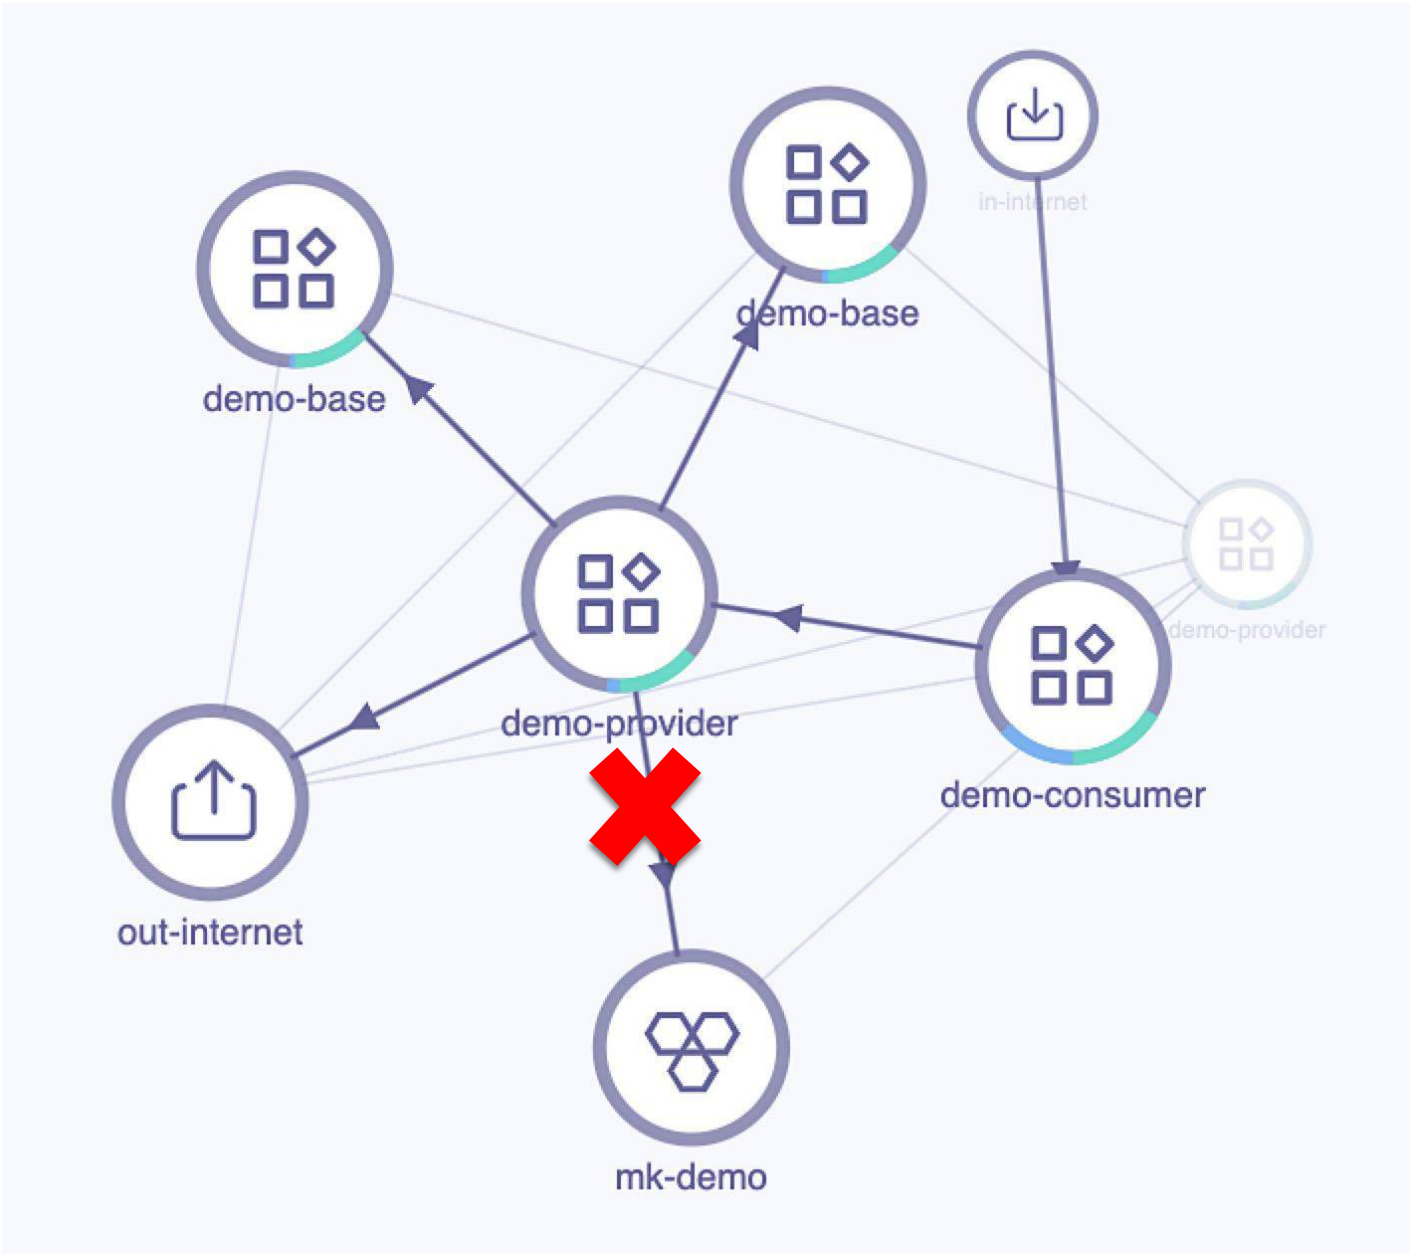 in-internet
demo-base
demo-base
demo-provider
demo-provider
demo-consumer
out-internet
mk-demo